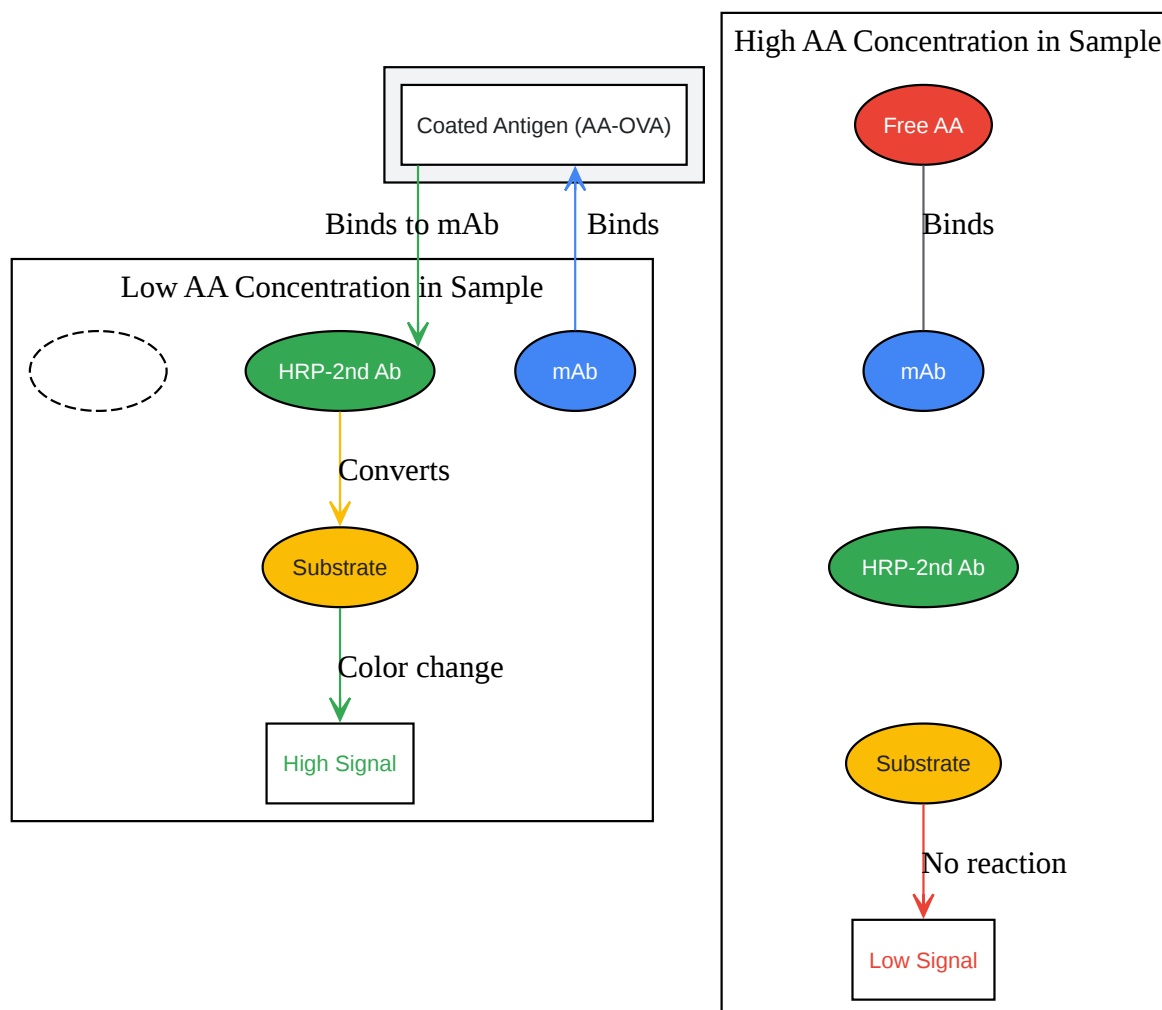 High AA Concentration in Sample
Coated Antigen (AA-OVA)
Free AA
Binds to mAb
Binds
Binds
Low AA Concentration in Sample
HRP-2nd Ab
mAb
mAb
Converts
Substrate
HRP-2nd Ab
Color change
High Signal
Substrate
No reaction
Low Signal